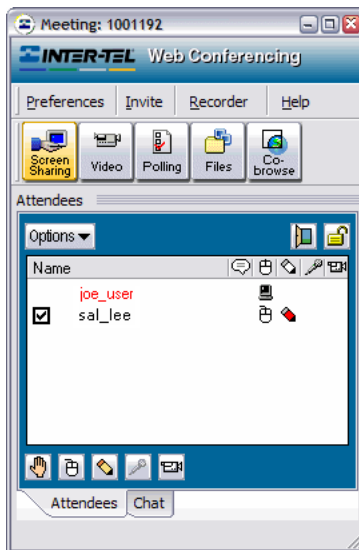 Meeting: 1001192
INTER-TEL Web Conferencing
Preferences Invite Recorder Help
Screen Sharing Video Polling Files Co-browse
Attendees
Options
Name
joe_user
sal_lee
Attendees Chat